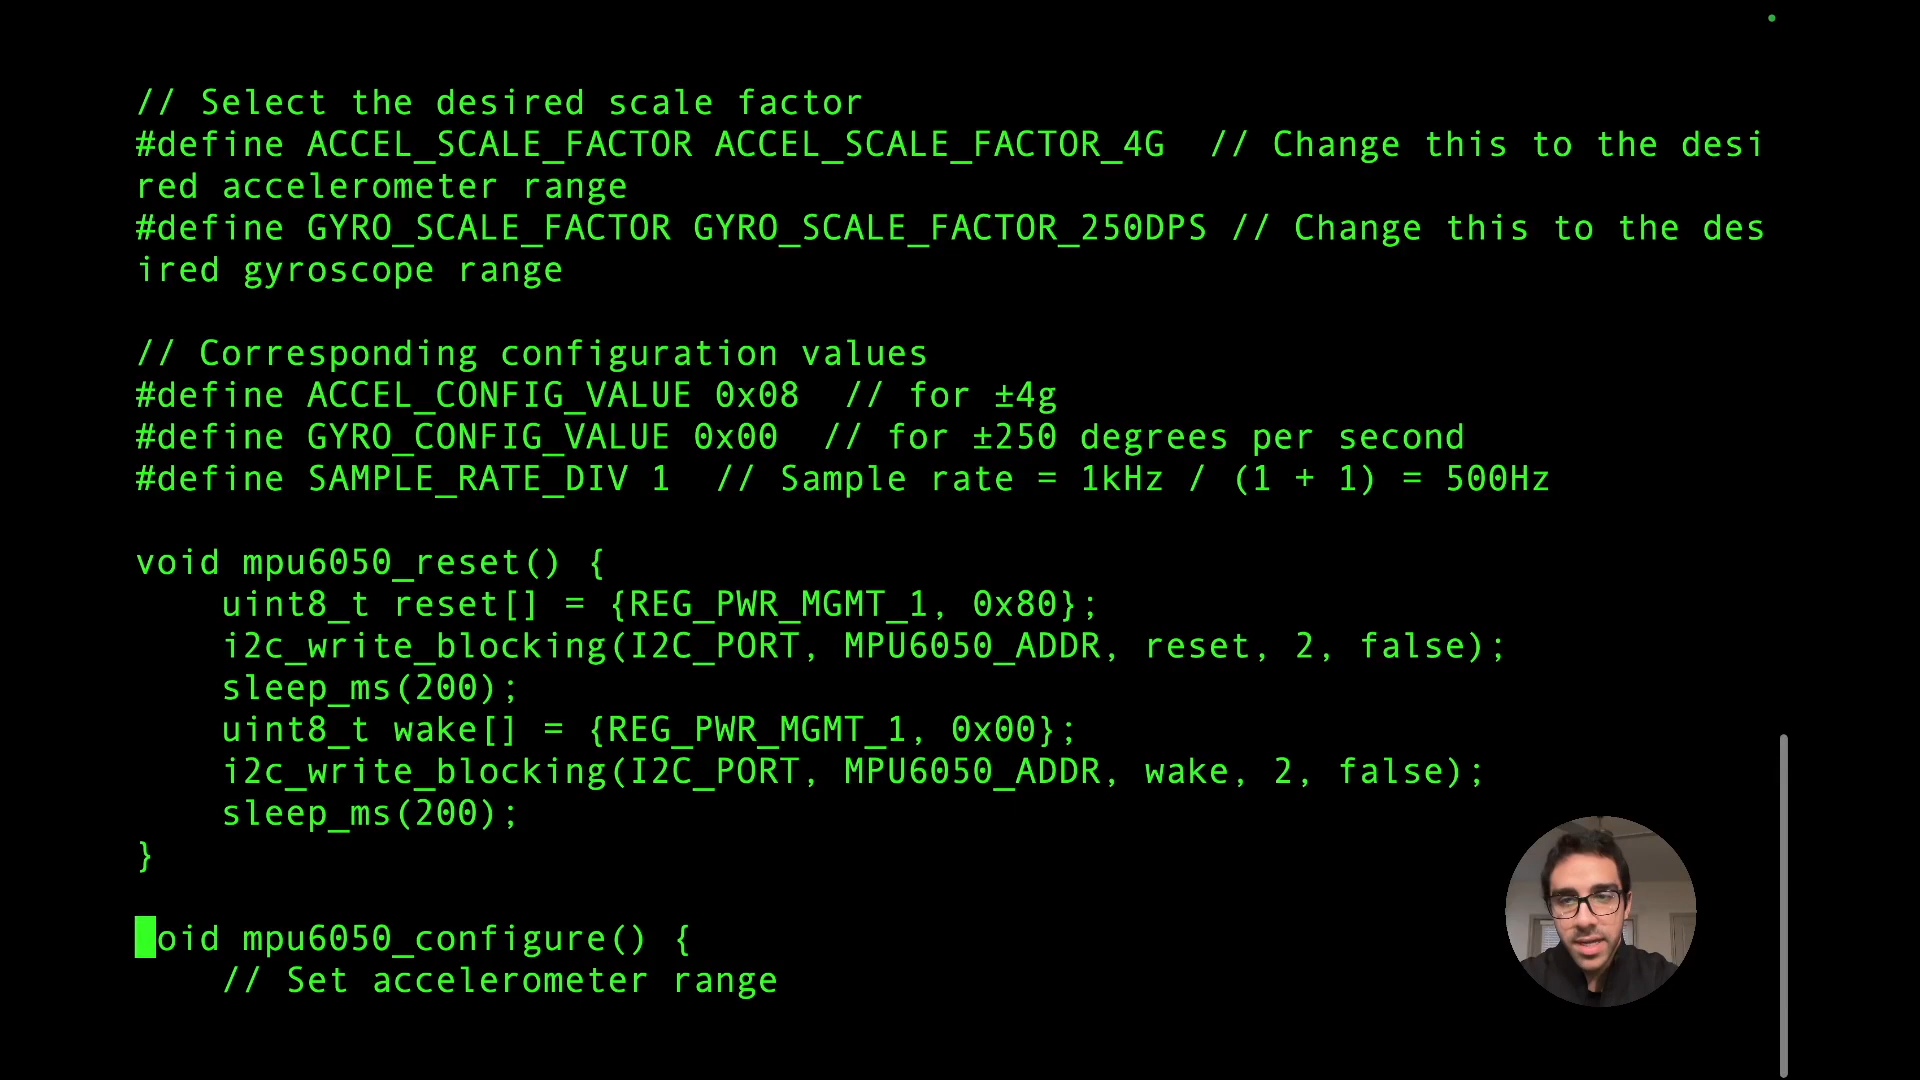 // Select the desired scale factor
#define ACCEL_SCALE_FACTOR ACCEL_SCALE_FACTOR_4G  // Change this to the desi
red accelerometer range
#define GYRO_SCALE_FACTOR GYRO_SCALE_FACTOR_250DPS // Change this to the des
ired gyroscope range

// Corresponding configuration values
#define ACCEL_CONFIG_VALUE 0x08  // for ±4g
#define GYRO_CONFIG_VALUE 0x00  // for ±250 degrees per second
#define SAMPLE_RATE_DIV 1  // Sample rate = 1kHz / (1 + 1) = 500Hz

void mpu6050_reset() {
    uint8_t reset[] = {REG_PWR_MGMT_1, 0x80};
    i2c_write_blocking(I2C_PORT, MPU6050_ADDR, reset, 2, false);
    sleep_ms(200);
    uint8_t wake[] = {REG_PWR_MGMT_1, 0x00};
    i2c_write_blocking(I2C_PORT, MPU6050_ADDR, wake, 2, false);
    sleep_ms(200);
}

oid mpu6050_configure() {
    // Set accelerometer range